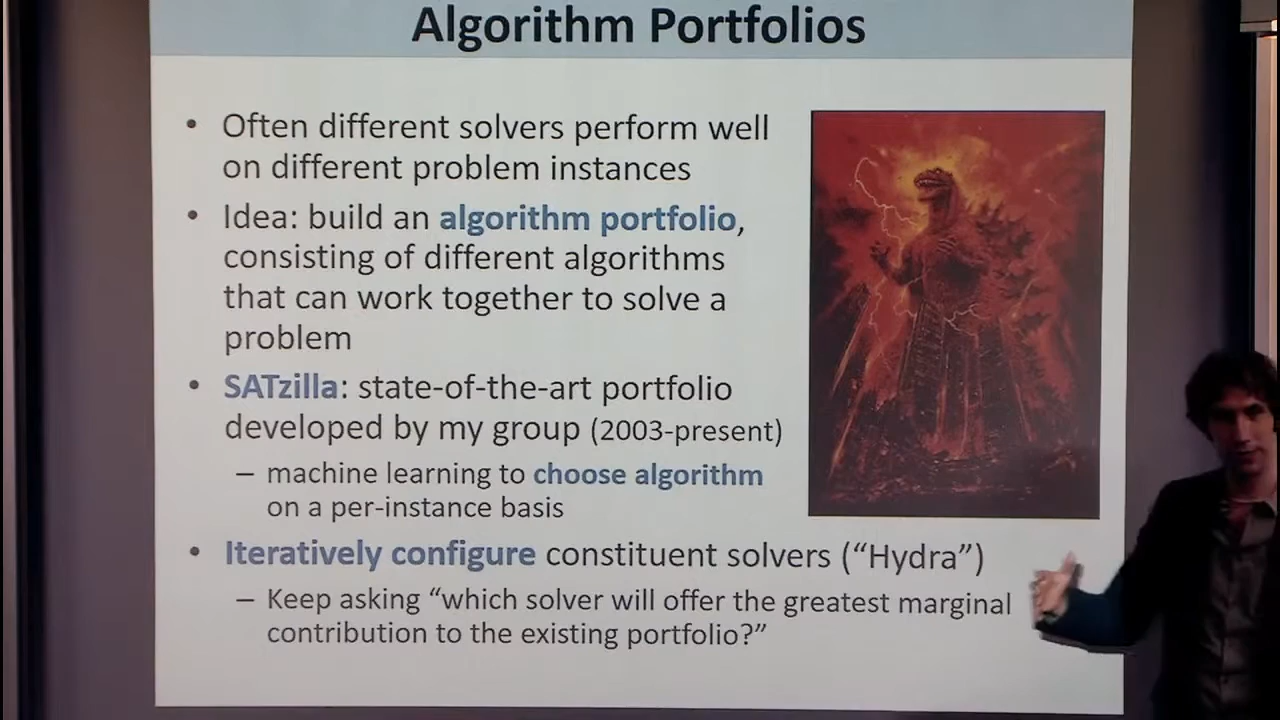 Algorithm Portfolios
• Often different solvers perform well
on different problem instances
• Idea: build an algorithm portfolio,
consisting of different algorithms
that can work together to solve a
problem
• SATzilla: state-of-the-art portfolio
developed by my group (2003-present)
– machine learning to choose algorithm
on a per-instance basis
• Iteratively configure constituent solvers (“Hydra”)
– Keep asking “which solver will offer the greatest marginal
contribution to the existing portfolio?”